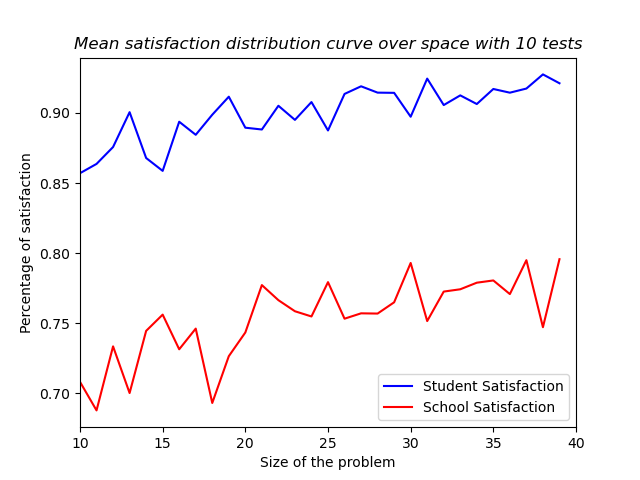 Mean satisfaction distribution curve over space with 10 tests
Percentage of satisfaction
0.90
0.85
0.80
0.75
0.70
Student Satisfaction
School Satisfaction
10 15 20 25 30 35 40
Size of the problem